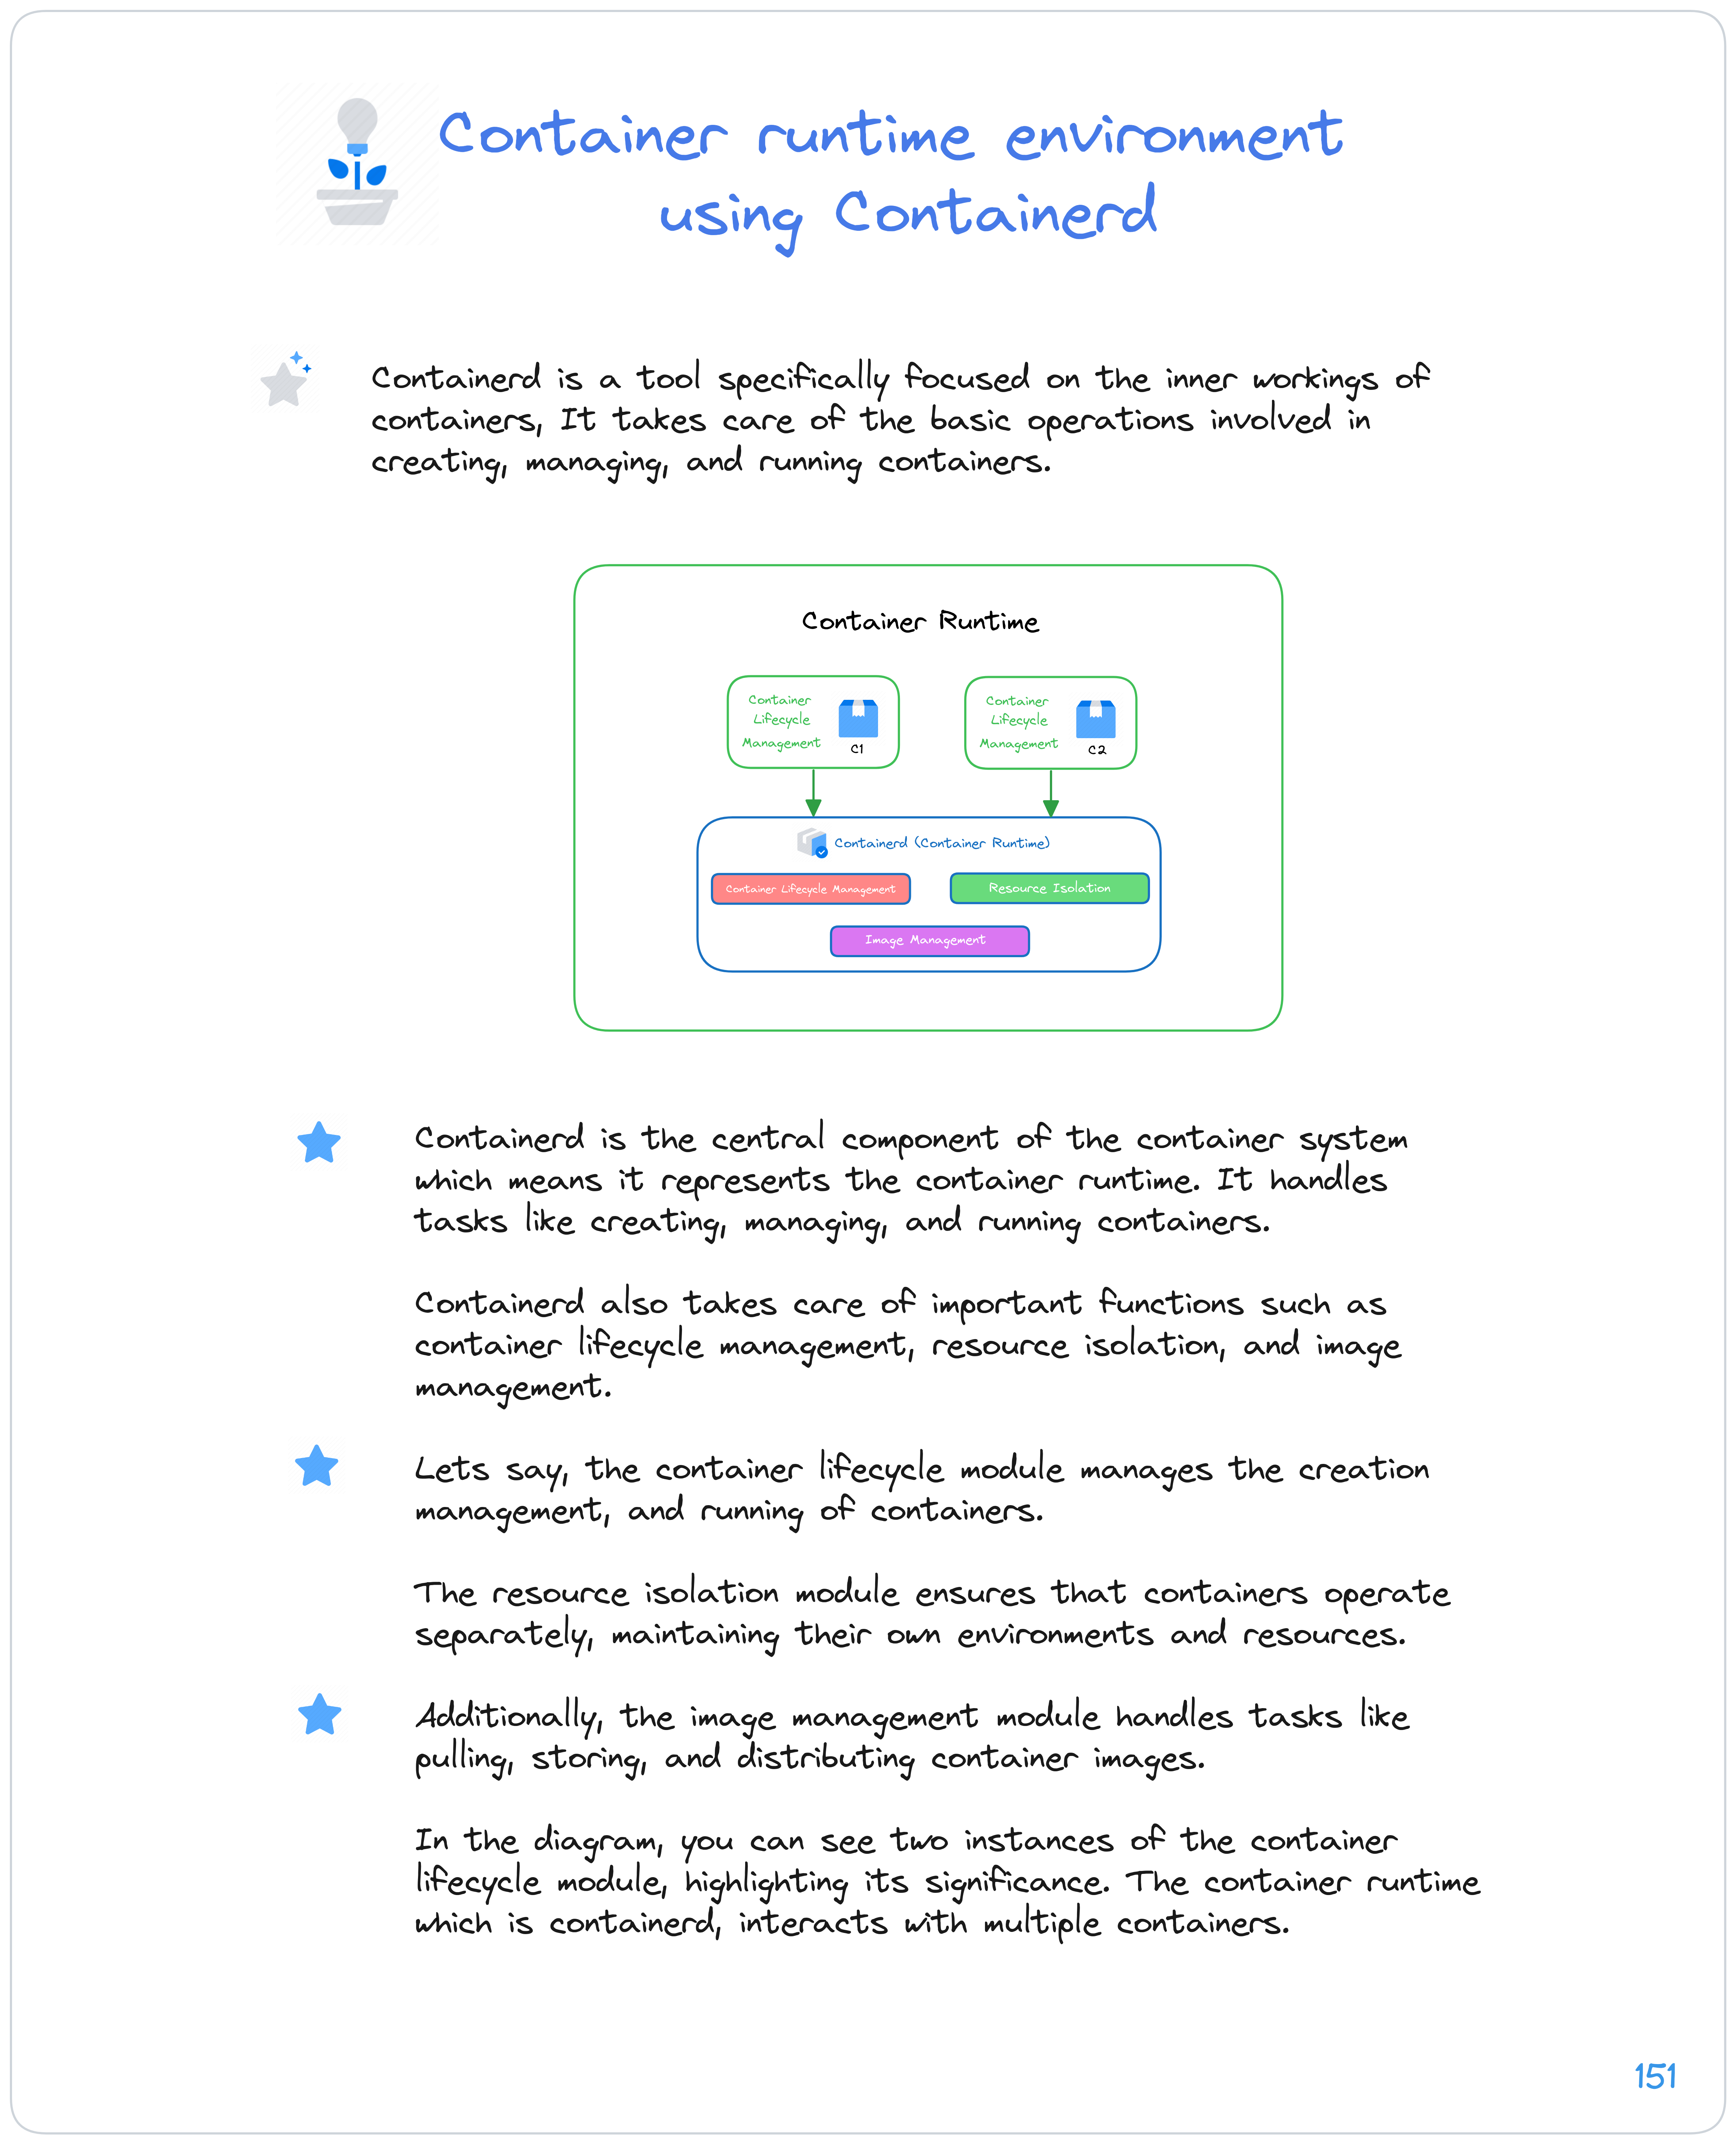 Container runtime environment
using Containerd
Containerd is a tool specifically focused on the inner workings of
containers, It takes care of the basic operations involved in
creating, managing, and running containers.
Container Runtime
Container
Lifecycle
Management
C1
Container
Lifecycle
Management
C2
Containerd (Container Runtime)
Container Lifecycle Management
Resource Isolation
Image Management
Containerd is the central component of the container system
which means it represents the container runtime. It handles
tasks like creating, managing, and running containers.
Containerd also takes care of important functions such as
container lifecycle management, resource isolation, and image
management.
Lets say, the container lifecycle module manages the creation
management, and running of containers.
The resource isolation module ensures that containers operate
separately, maintaining their own environments and resources.
Additionally, the image management module handles tasks like
pulling, storing, and distributing container images.
In the diagram, you can see two instances of the container
lifecycle module, highlighting its significance. The container runtime
which is containerd, interacts with multiple containers.
151